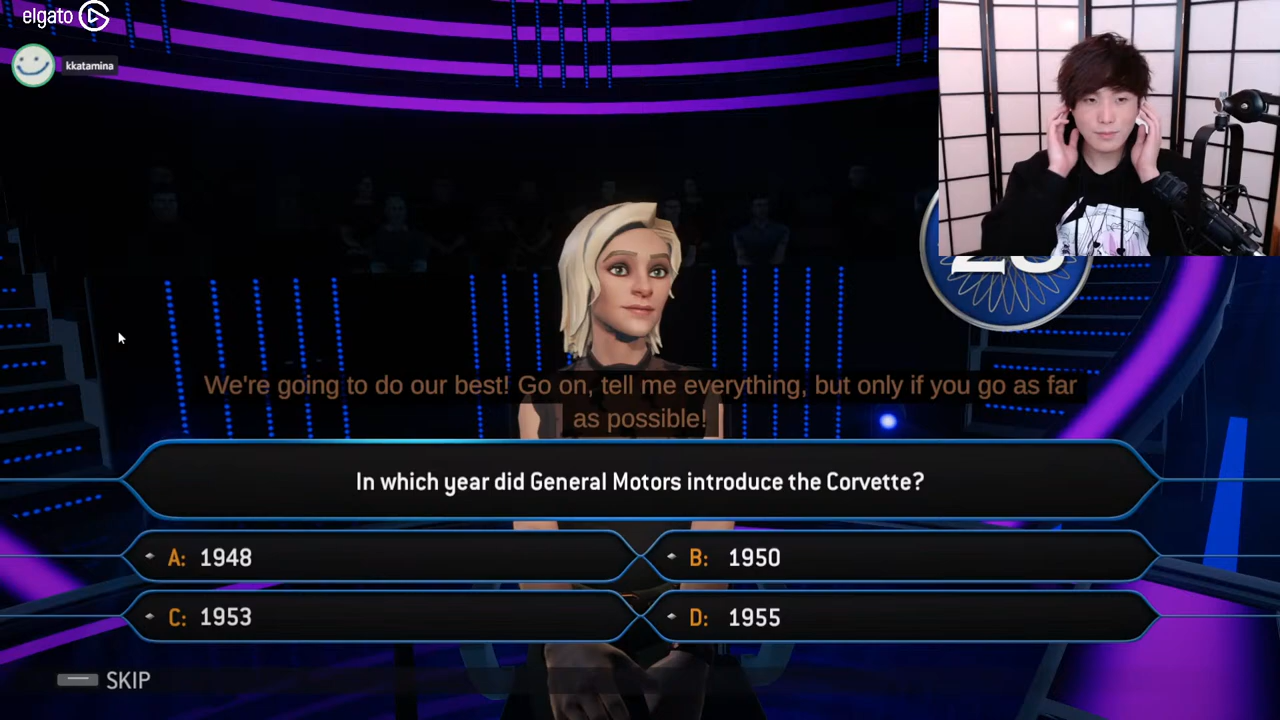 elgato
kkatamina
We're going to do our best! Go on, tell me everything, but only if you go as far
as possible!
In which year did General Motors introduce the Corvette?
A: 1948
B: 1950
C: 1953
D: 1955
SKIP